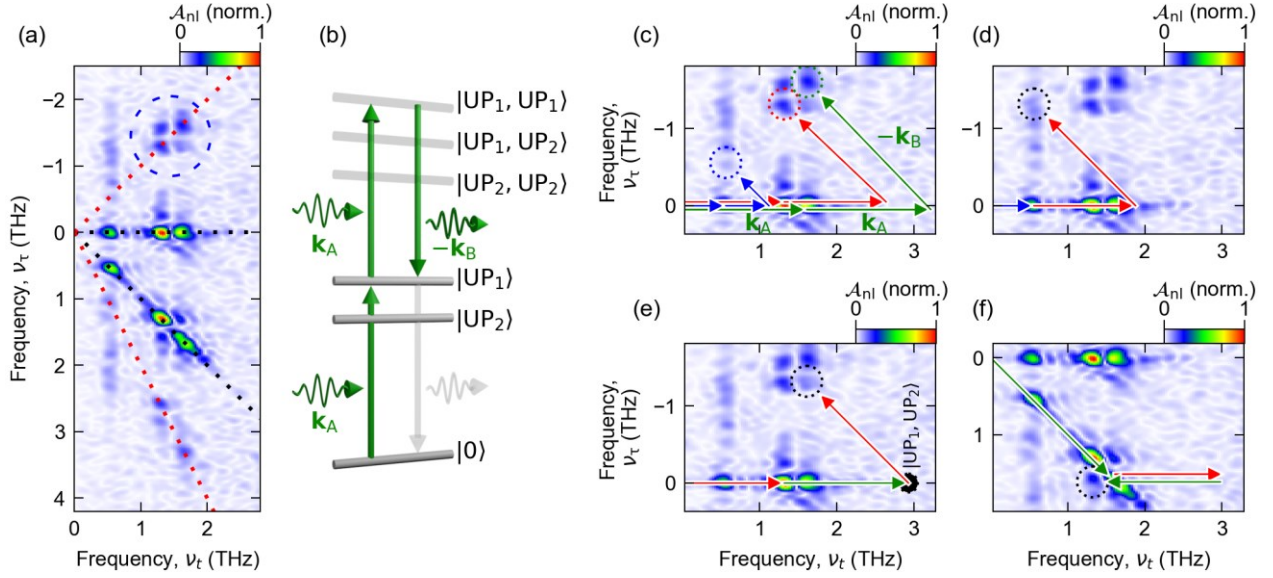 (a)
𝒜nl (norm.)
0 1
−2
−1
0
1
2
3
4
Frequency, ντ (THz)
0 1 2
Frequency, νt (THz)
(b)
|UP1, UP1⟩
|UP1, UP2⟩
|UP2, UP2⟩
kA
−kB
|UP1⟩
|UP2⟩
kA
|0⟩
(c)
𝒜nl (norm.)
0 1
Frequency,
ντ (THz)
−1
0
−kB
kA kA
1 2 3
(d)
𝒜nl (norm.)
0 1
−1
0
1 2 3
(e)
𝒜nl (norm.)
0 1
Frequency,
ντ (THz)
−1
0
|UP1, UP2⟩
1 2 3
Frequency, νt (THz)
(f)
𝒜nl (norm.)
0 1
0
1
0 1 2 3
Frequency, νt (THz)